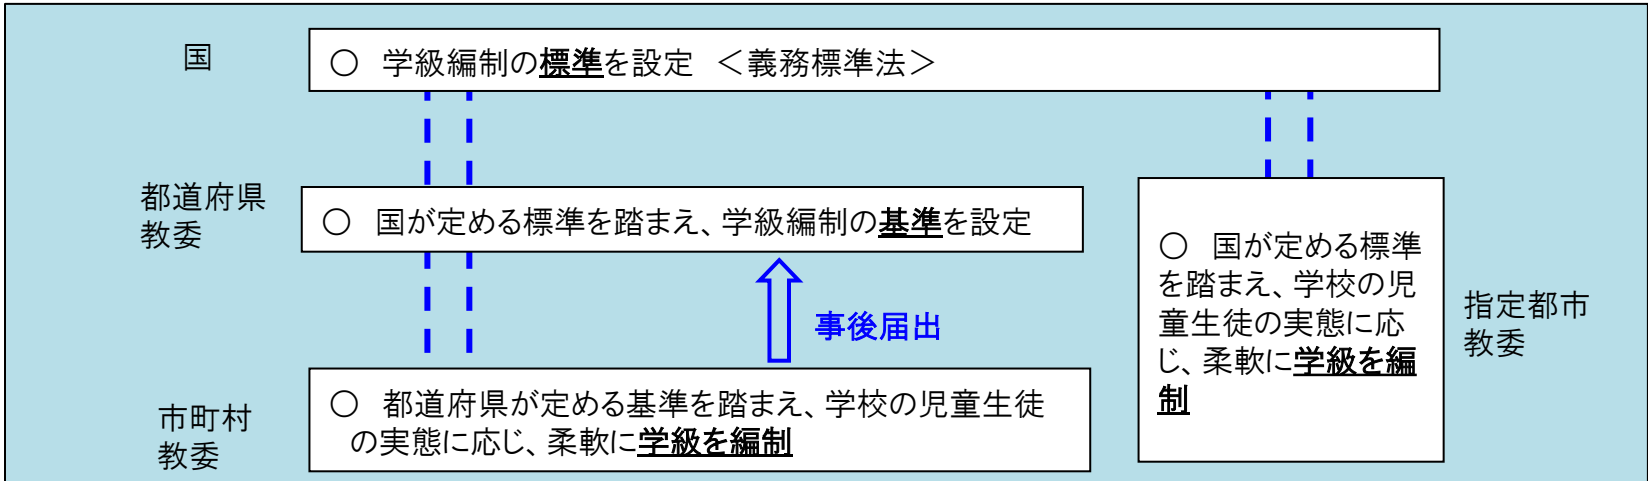 国
○　学級編制の標準を設定　＜義務標準法＞
都道府県
教委
○　国が定める標準を踏まえ、学級編制の基準を設定
事後届出
市町村
教委
○　都道府県が定める基準を踏まえ、学校の児童生徒
の実態に応じ、柔軟に学級を編制
○　国が定める標準
を踏まえ、学校の児
童生徒の実態に応
じ、柔軟に学級を編
制
指定都市
教委